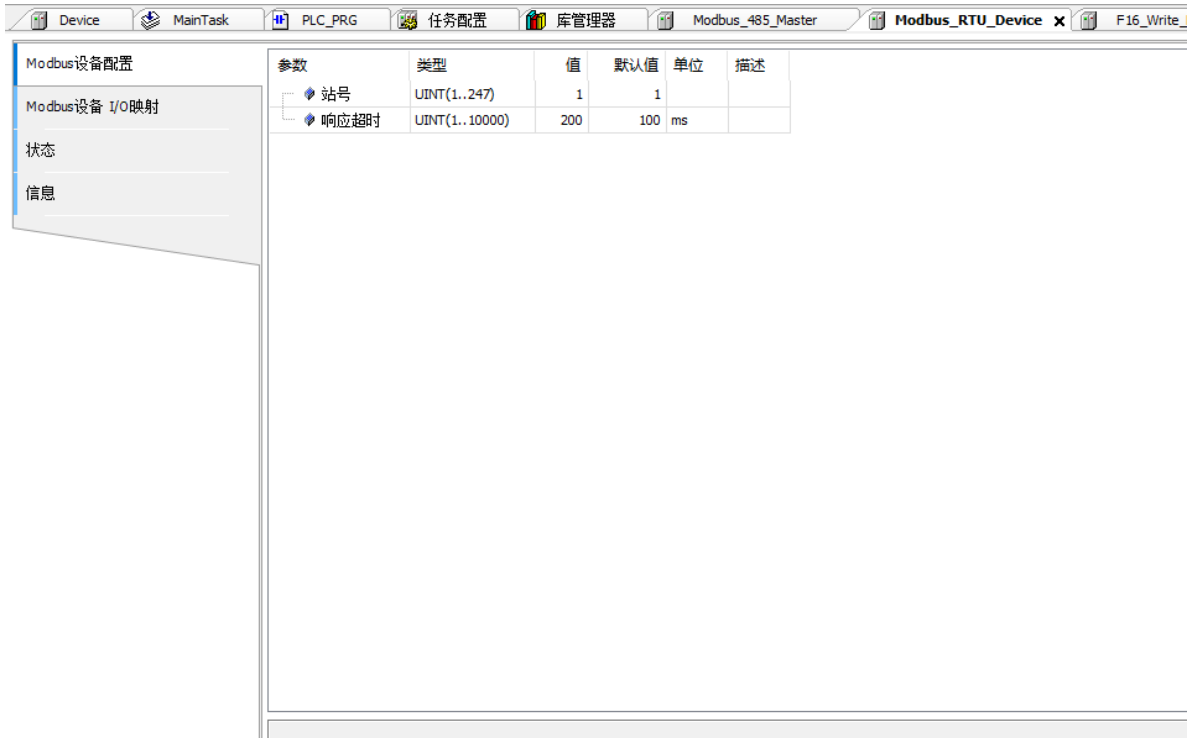 Device MainTask PLC_PRG 任务配置 库管理器 Modbus_485_Master Modbus_RTU_Device F16_Write_
Modbus设备配置
Modbus设备 I/O映射
状态
信息
参数 类型 值 默认值 单位 描述
站号 UINT(1..247) 1 1
响应超时 UINT(1..10000) 200 100 ms